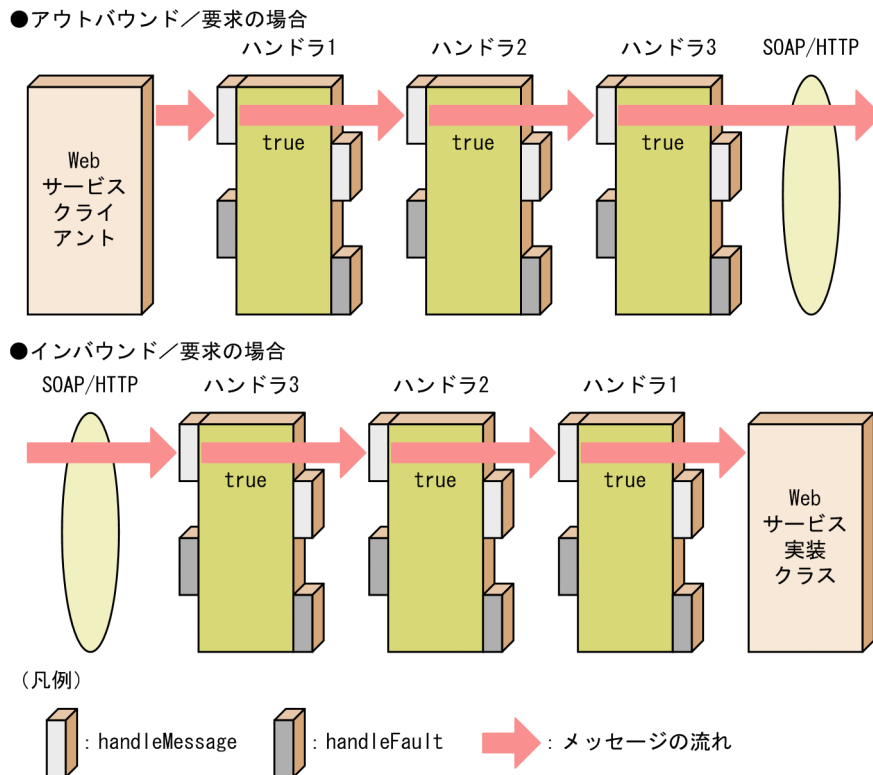 ●アウトバウンド／要求の場合
ハンドラ1 ハンドラ2 ハンドラ3 SOAP/HTTP
Web
サービス
クライ
アント
true true true
●インバウンド／要求の場合
SOAP/HTTP ハンドラ3 ハンドラ2 ハンドラ1
true true true
Web
サービス
実装
クラス
（凡例）
：handleMessage ：handleFault ：メッセージの流れ